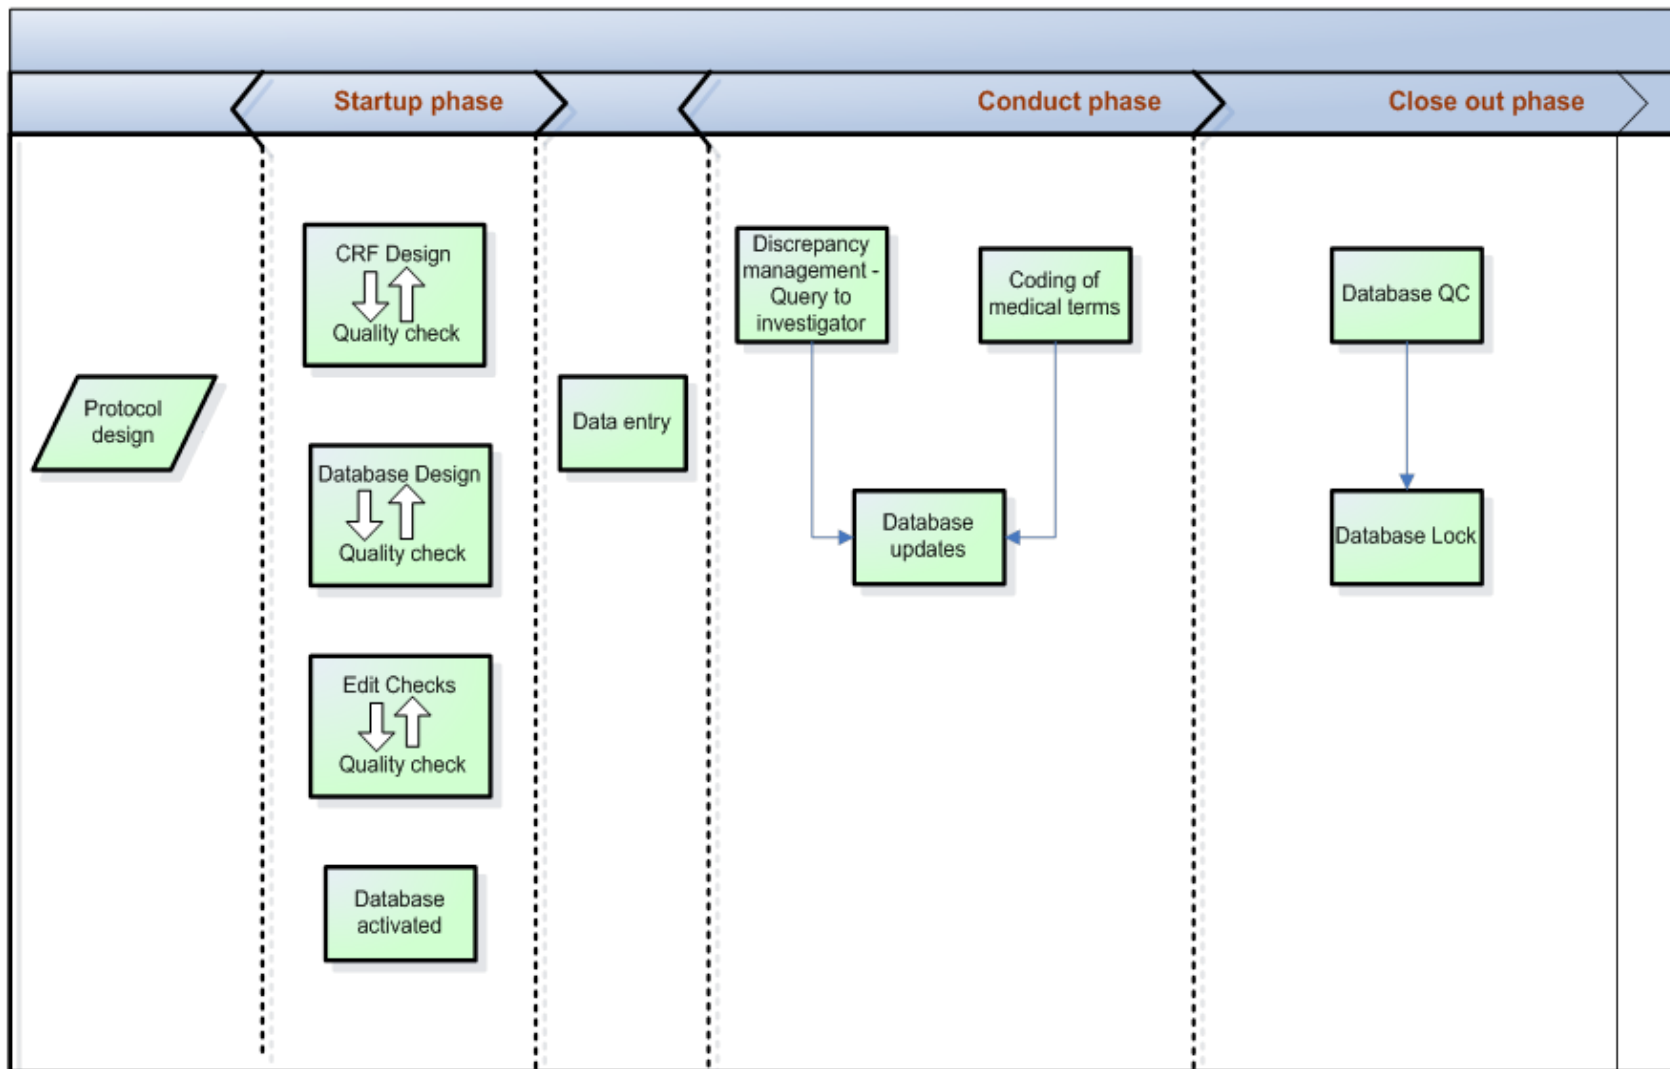 Startup phase
Conduct phase
Close out phase
Protocol
design
CRF Design
Quality check
Database Design
Quality check
Edit Checks
Quality check
Database
activated
Data entry
Discrepancy
management -
Query to
investigator
Coding of
medical terms
Database
updates
Database QC
Database Lock